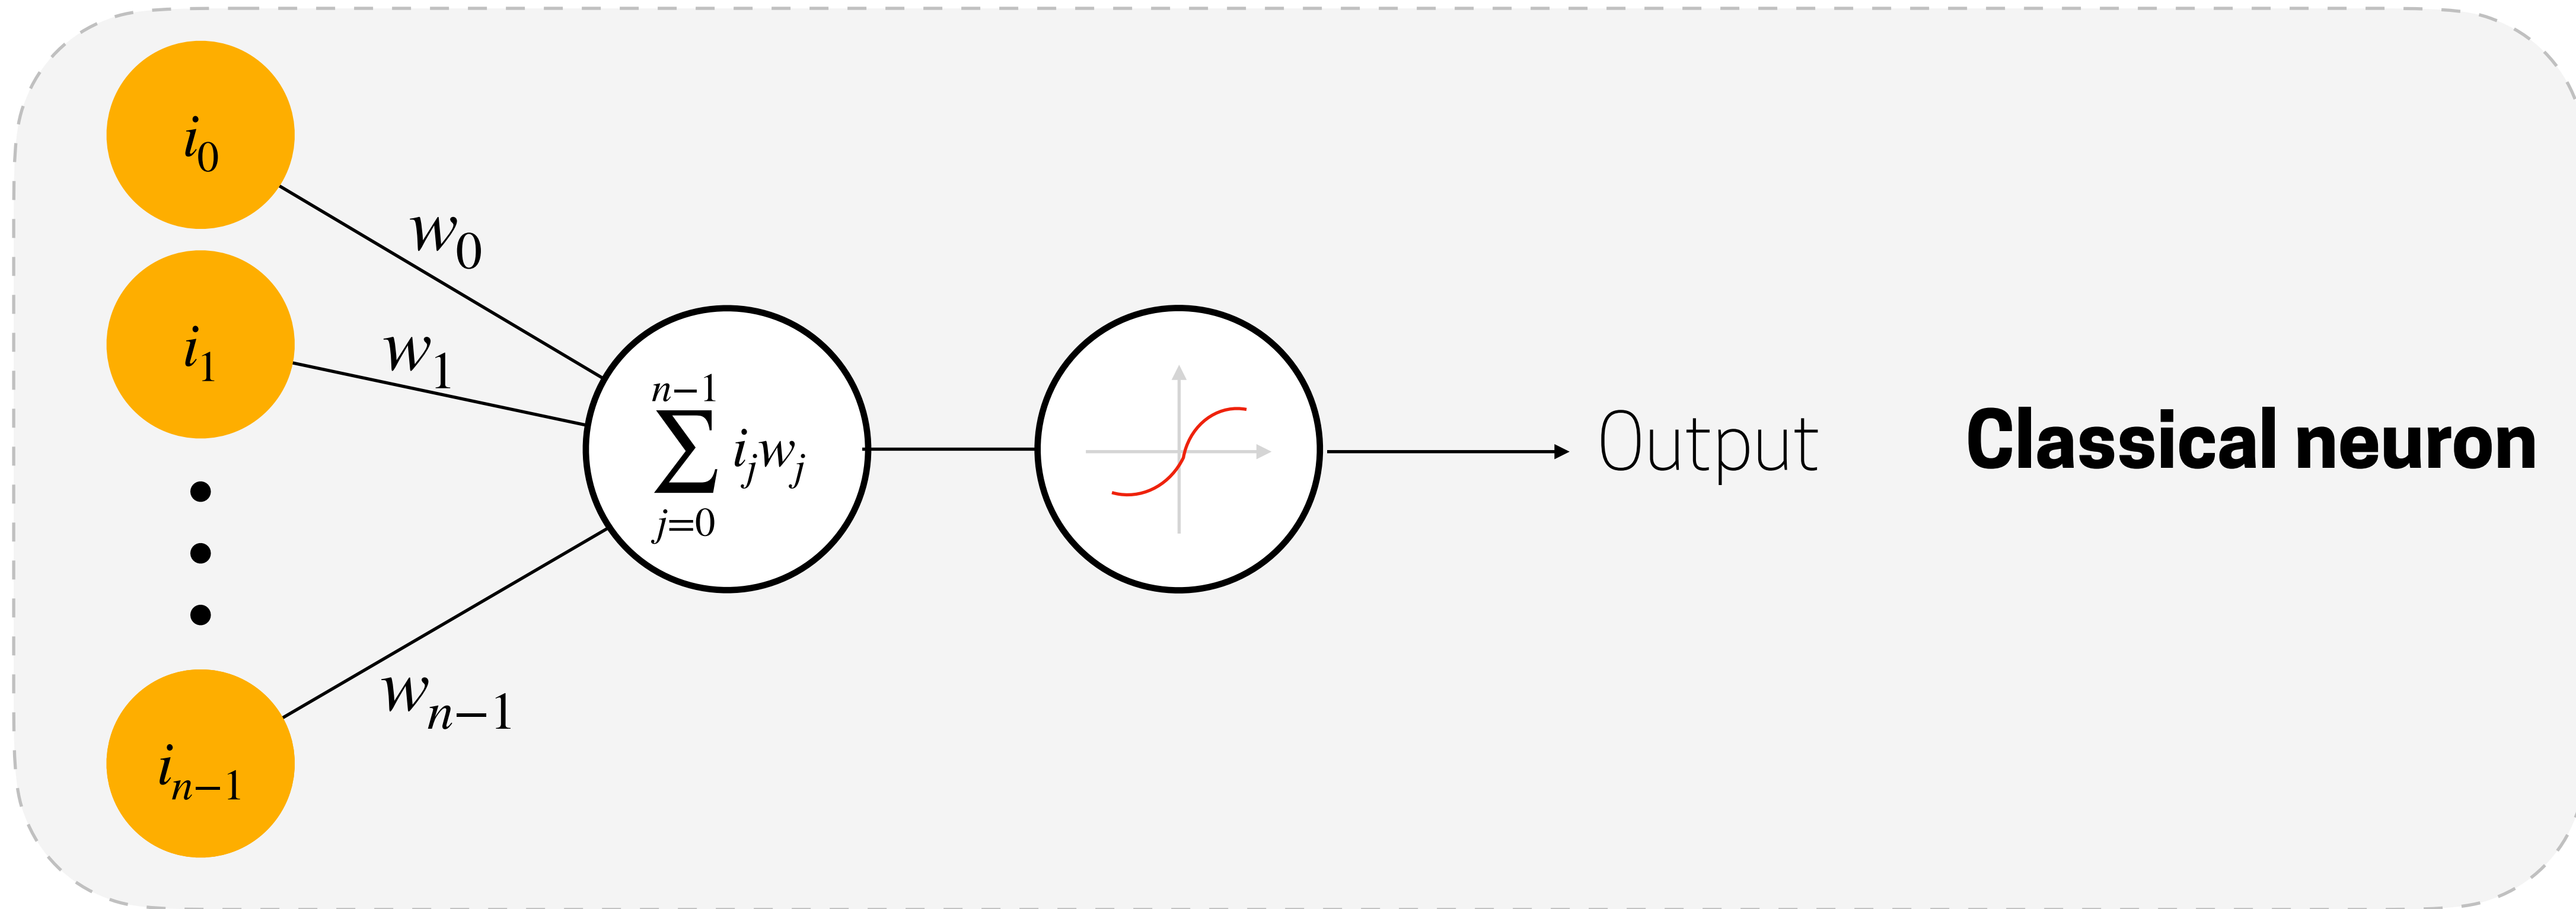 i₀
w₀
i₁
w₁
n−1
∑ iⱼwⱼ
j=0
Output
Classical neuron
wₙ₋₁
iₙ₋₁